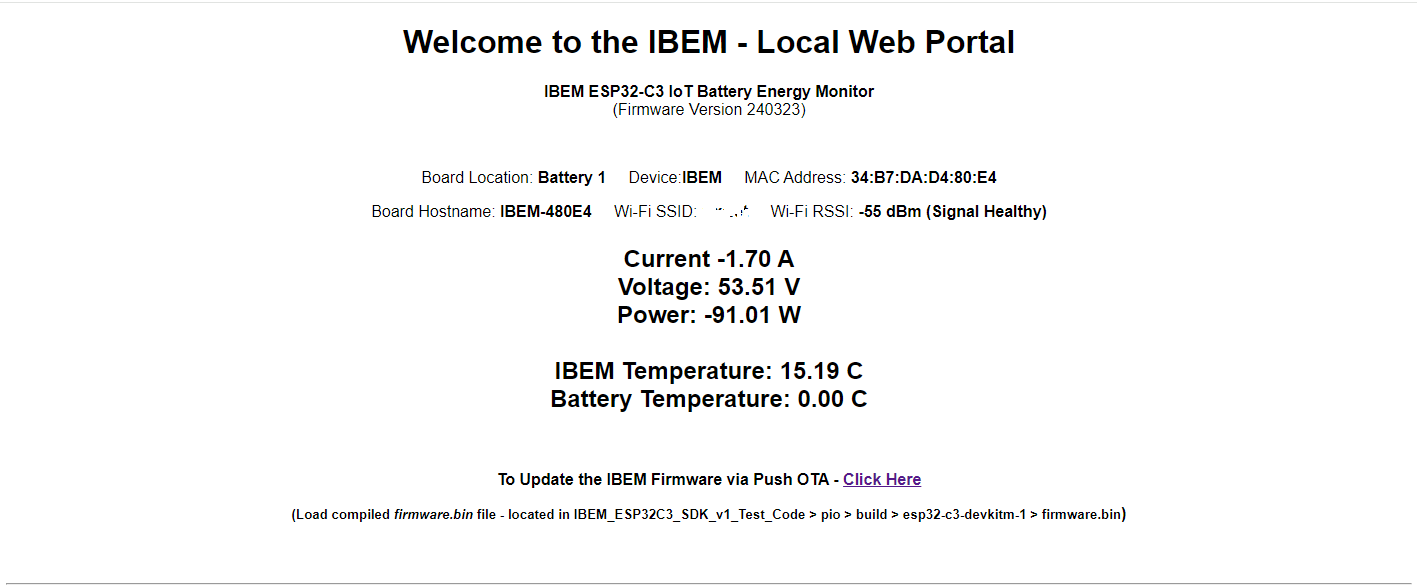 Welcome to the IBEM - Local Web Portal
IBEM ESP32-C3 IoT Battery Energy Monitor
(Firmware Version 240323)
Board Location: Battery 1 Device:IBEM MAC Address: 34:B7:DA:D4:80:E4
Board Hostname: IBEM-480E4 Wi-Fi SSID: Wi-Fi RSSI: -55 dBm (Signal Healthy)
Current -1.70 A
Voltage: 53.51 V
Power: -91.01 W
IBEM Temperature: 15.19 C
Battery Temperature: 0.00 C
To Update the IBEM Firmware via Push OTA - Click Here
(Load compiled firmware.bin file - located in IBEM_ESP32C3_SDK_v1_Test_Code > pio > build > esp32-c3-devkitm-1 > firmware.bin)